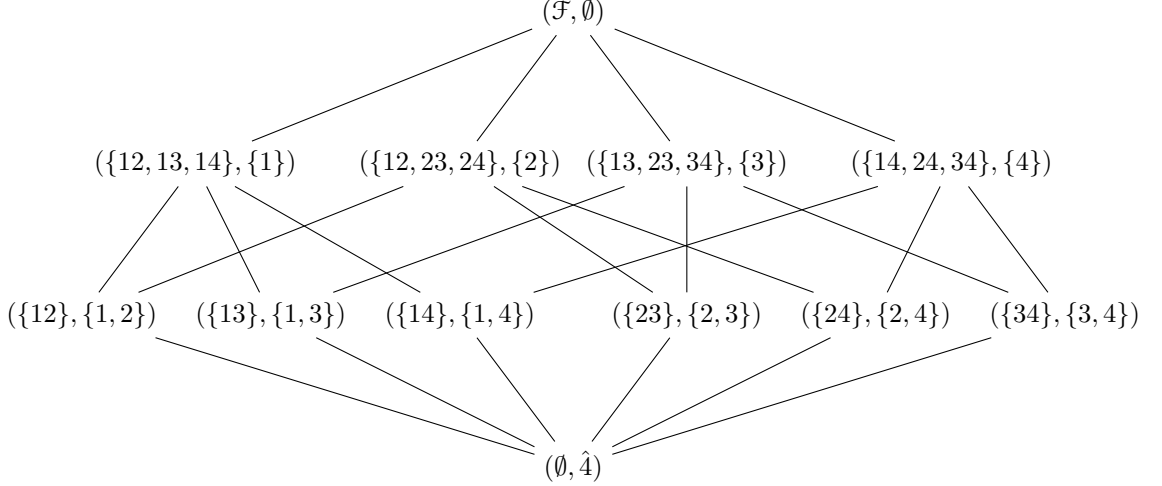 (ℱ, ∅)
({12, 13, 14}, {1}) ({12, 23, 24}, {2}) ({13, 23, 34}, {3}) ({14, 24, 34}, {4})
({12}, {1, 2}) ({13}, {1, 3}) ({14}, {1, 4}) ({23}, {2, 3}) ({24}, {2, 4}) ({34}, {3, 4})
(∅, 4̂)